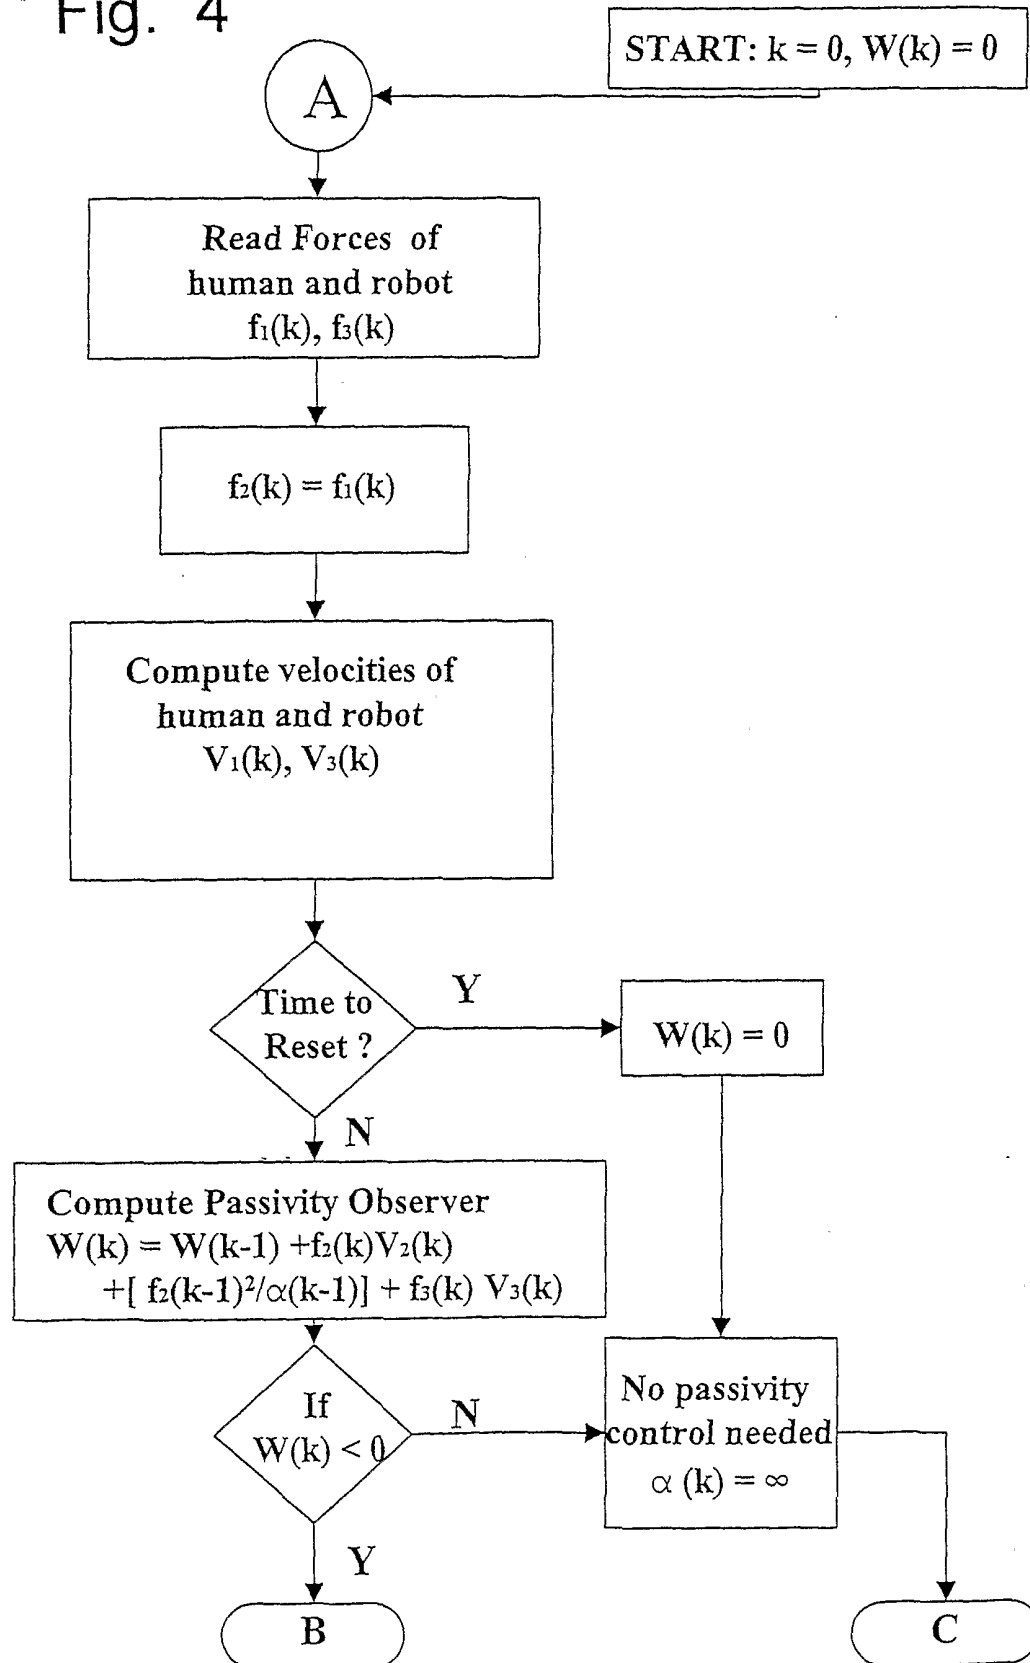 Fig. 4
START: k = 0, W(k) = 0
A
Read Forces of
human and robot
f₁(k), f₃(k)
f₂(k) = f₁(k)
Compute velocities of
human and robot
V₁(k), V₃(k)
Time to
Reset ?
Y
W(k) = 0
N
Compute Passivity Observer
W(k) = W(k-1) +f₂(k)V₂(k)
+[ f₂(k-1)²/α(k-1)] + f₃(k) V₃(k)
If
W(k) < 0
N
No passivity
control needed
α (k) = ∞
Y
B
C